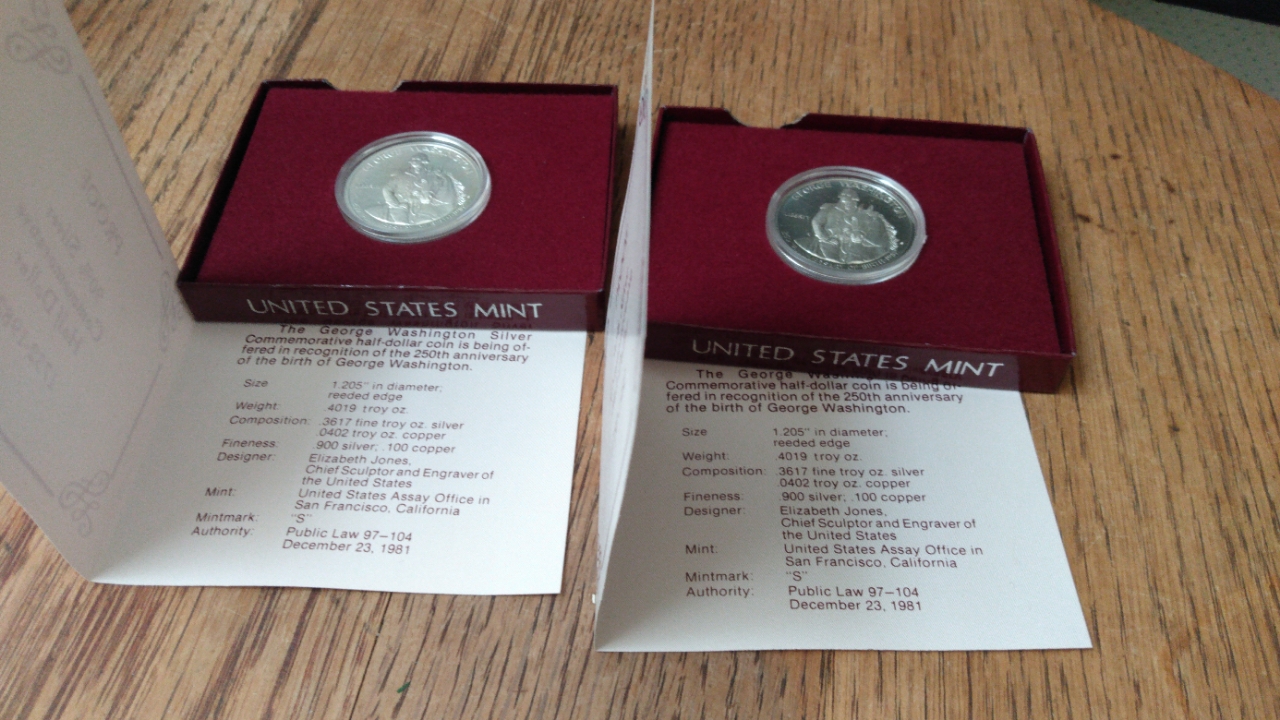 UNITED STATES MINT
The George Washington Silver
Commemorative half-dollar coin is being of-
fered in recognition of the 250th anniversary
of the birth of George Washington.
Size 1.205" in diameter;
reeded edge
Weight: .4019 troy oz.
Composition: .3617 fine troy oz. silver
.0402 troy oz. copper
Fineness: .900 silver; .100 copper
Designer: Elizabeth Jones,
Chief Sculptor and Engraver of
the United States
Mint: United States Assay Office in
San Francisco, California
Mintmark: "S"
Authority: Public Law 97-104
December 23, 1981
GEORGE WASHINGTON
LIBERTY
UNITED STATES MINT
The George
Commemorative half-dollar coin is being of-
fered in recognition of the 250th anniversary
of the birth of George Washington.
Size 1.205" in diameter;
reeded edge
Weight: .4019 troy oz.
Composition: .3617 fine troy oz. silver
.0402 troy oz. copper
Fineness: .900 silver; .100 copper
Designer: Elizabeth Jones,
Chief Sculptor and Engraver of
the United States
Mint: United States Assay Office in
San Francisco, California
Mintmark: "S"
Authority: Public Law 97-104
December 23, 1981